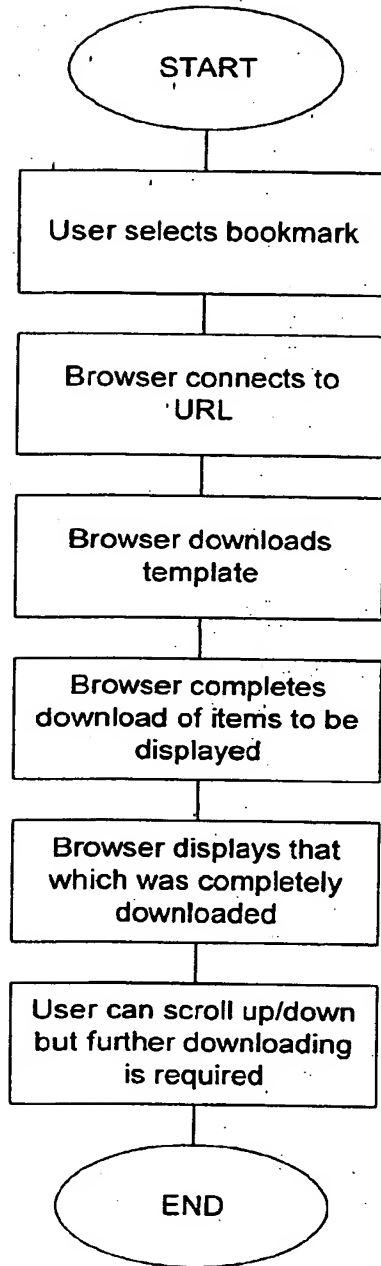 START
User selects bookmark
Browser connects to
URL
Browser downloads
template
Browser completes
download of items to be
displayed
Browser displays that
which was completely
downloaded
User can scroll up/down
but further downloading
is required
END